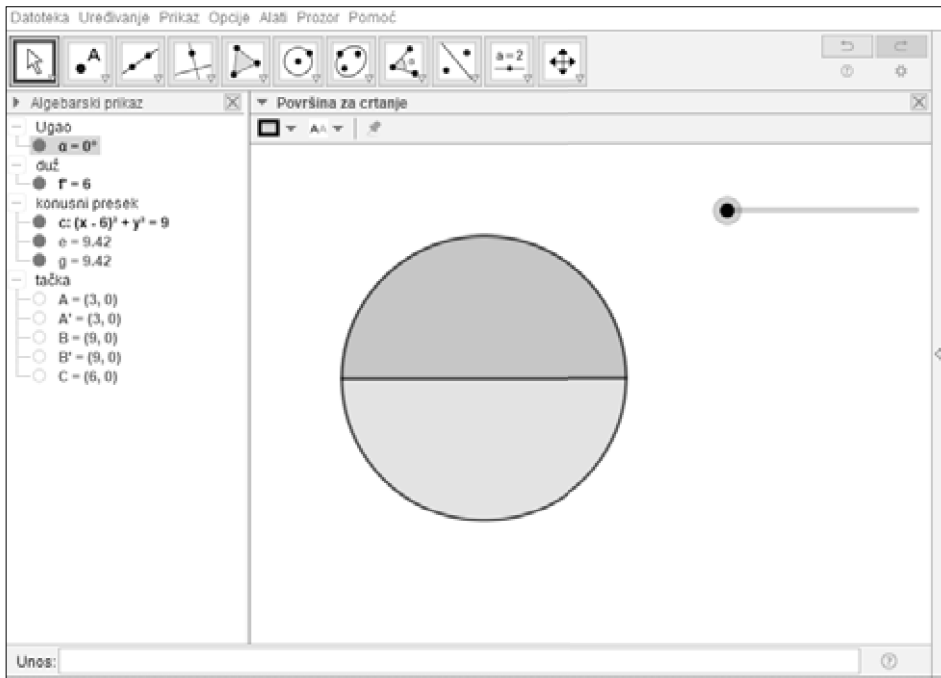 Datoteka Uređivanje Prikaz Opcije Alati Prozor Pomoć
A
a = 2
Algebarski prikaz
Površina za crtanje
AA
Ugao
α = 0°
duž
f' = 6
konusni presek
c: (x - 6)² + y² = 9
e = 9.42
g = 9.42
tačka
A = (3, 0)
A' = (3, 0)
B = (9, 0)
B' = (9, 0)
C = (6, 0)
Unos: